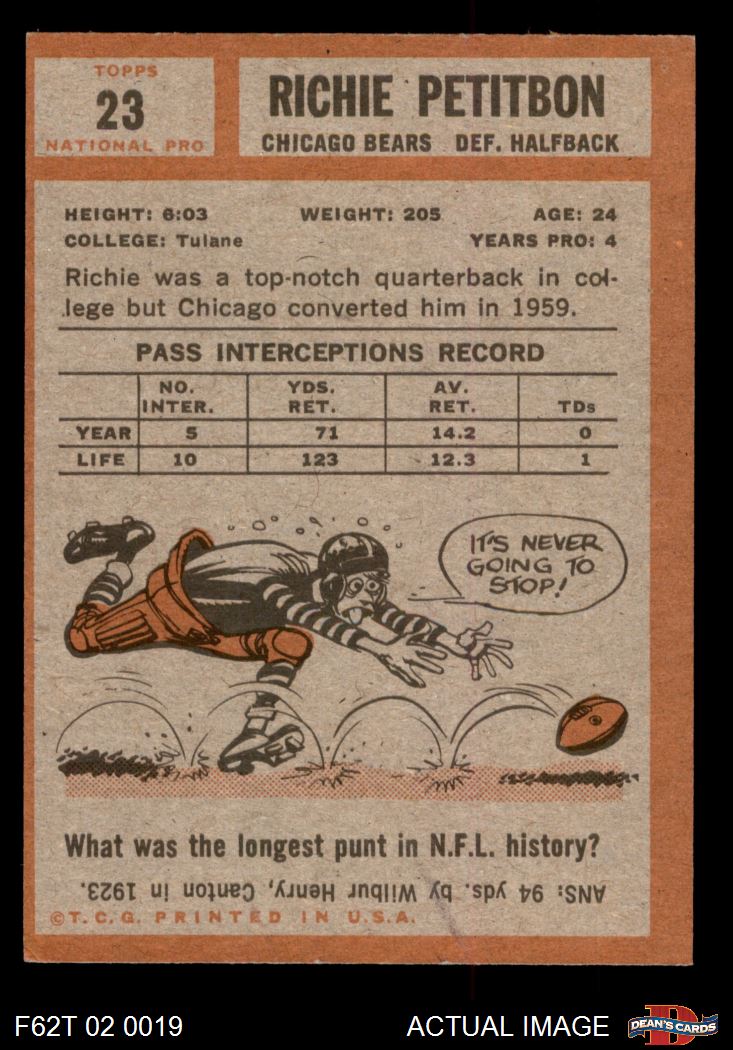 TOPPS
23
NATIONAL PRO
RICHIE PETITBON
CHICAGO BEARS DEF. HALFBACK
HEIGHT: 6:03 WEIGHT: 205 AGE: 24
COLLEGE: Tulane YEARS PRO: 4
Richie was a top-notch quarterback in col-
lege but Chicago converted him in 1959.
PASS INTERCEPTIONS RECORD
NO. INTER. YDS. RET. AV. RET. TDs
YEAR 5 71 14.2 0
LIFE 10 123 12.3 1
IT'S NEVER
GOING TO
STOP!
What was the longest punt in N.F.L. history?
ANS: 94 yds. by Wilbur Henry, Canton in 1923.
©T.C.G. PRINTED IN U.S.A.
F62T 02 0019 ACTUAL IMAGE
D
DEAN'S CARDS